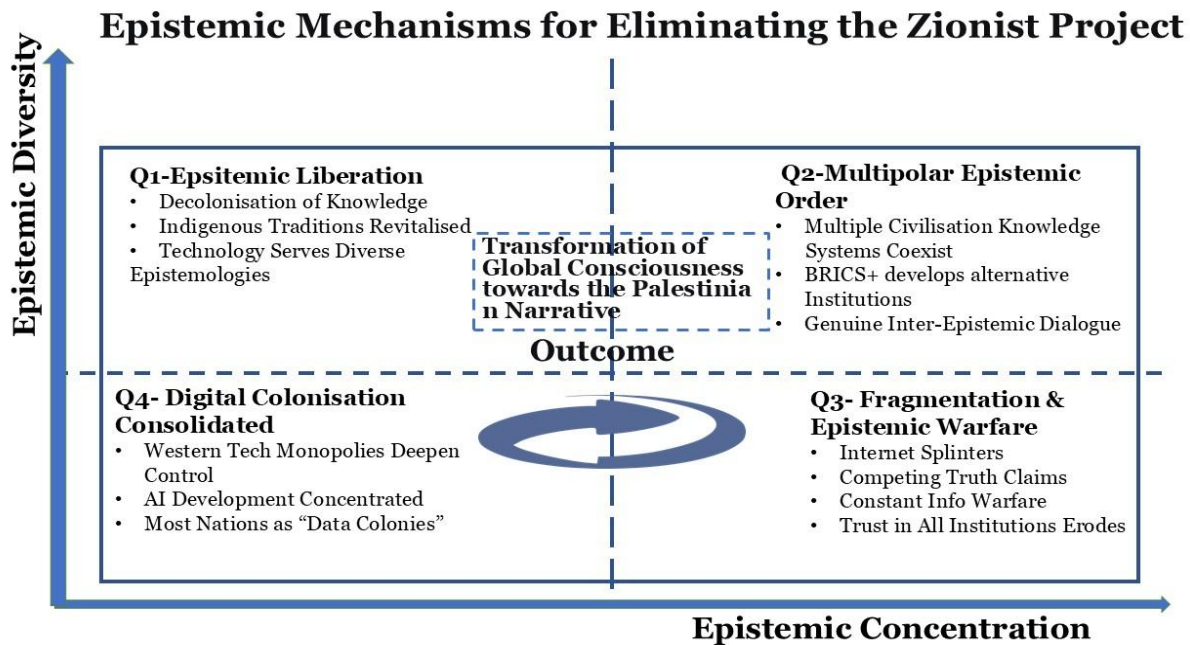 Epistemic Mechanisms for Eliminating the Zionist Project
Epistemic Diversity
Q1-Epsitemic Liberation
• Decolonisation of Knowledge
• Indigenous Traditions Revitalised
• Technology Serves Diverse
Epistemologies
Q2-Multipolar Epistemic
Order
• Multiple Civilisation Knowledge
Systems Coexist
• BRICS+ develops alternative
Institutions
• Genuine Inter-Epistemic Dialogue
Transformation of
Global Consciousness
towards the Palestinia
n Narrative
Outcome
Q4- Digital Colonisation
Consolidated
• Western Tech Monopolies Deepen
Control
• AI Development Concentrated
• Most Nations as “Data Colonies”
Q3- Fragmentation &
Epistemic Warfare
• Internet Splinters
• Competing Truth Claims
• Constant Info Warfare
• Trust in All Institutions Erodes
Epistemic Concentration